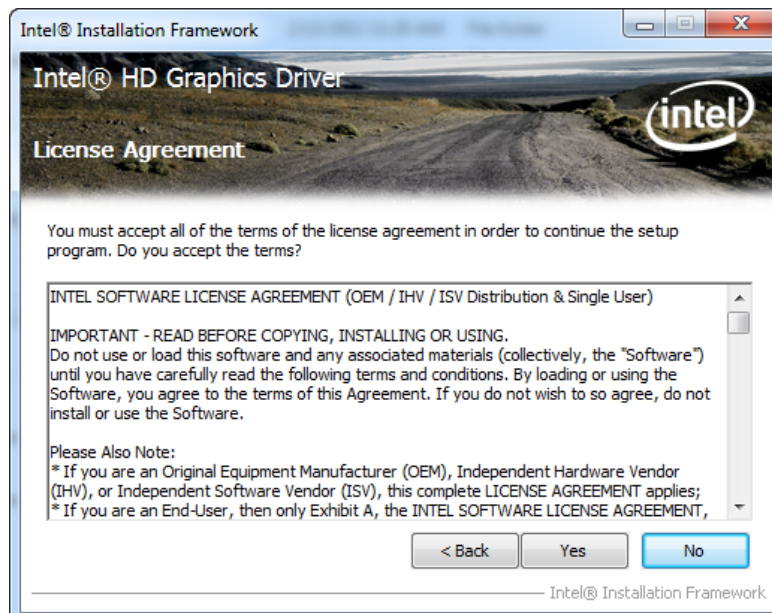 Intel® Installation Framework
Intel® HD Graphics Driver
intel
License Agreement
You must accept all of the terms of the license agreement in order to continue the setup
program. Do you accept the terms?
INTEL SOFTWARE LICENSE AGREEMENT (OEM / IHV / ISV Distribution & Single User)
IMPORTANT - READ BEFORE COPYING, INSTALLING OR USING.
Do not use or load this software and any associated materials (collectively, the "Software")
until you have carefully read the following terms and conditions. By loading or using the
Software, you agree to the terms of this Agreement. If you do not wish to so agree, do not
install or use the Software.
Please Also Note:
* If you are an Original Equipment Manufacturer (OEM), Independent Hardware Vendor
(IHV), or Independent Software Vendor (ISV), this complete LICENSE AGREEMENT applies;
* If you are an End-User, then only Exhibit A, the INTEL SOFTWARE LICENSE AGREEMENT,
< Back
Yes
No
Intel® Installation Framework